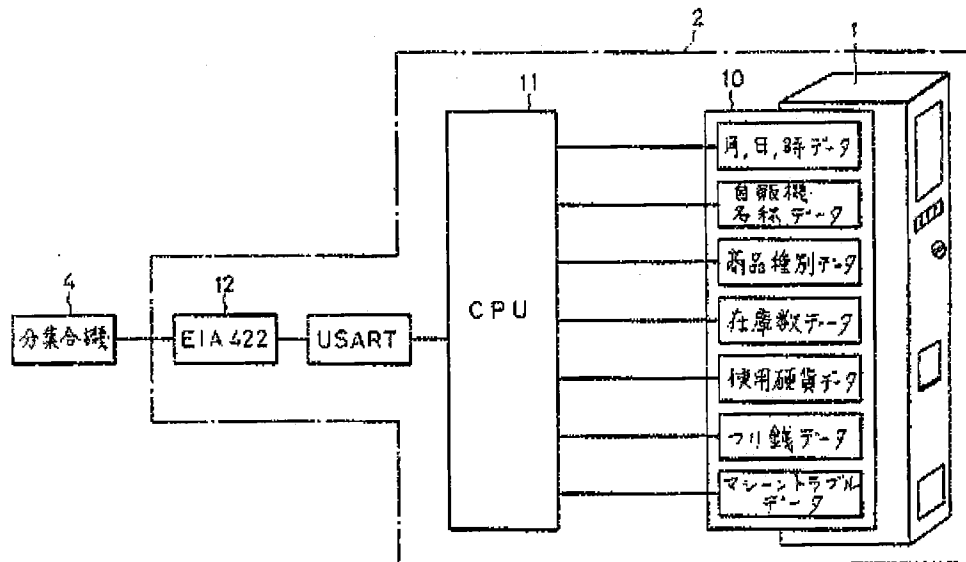 2
1
11
10
月,日,時データ
自販機
名称データ
商品種別データ
4
12
在庫数データ
分集合機
EIA422
USART
CPU
使用硬貨データ
つり銭データ
マシーントラブル
データ